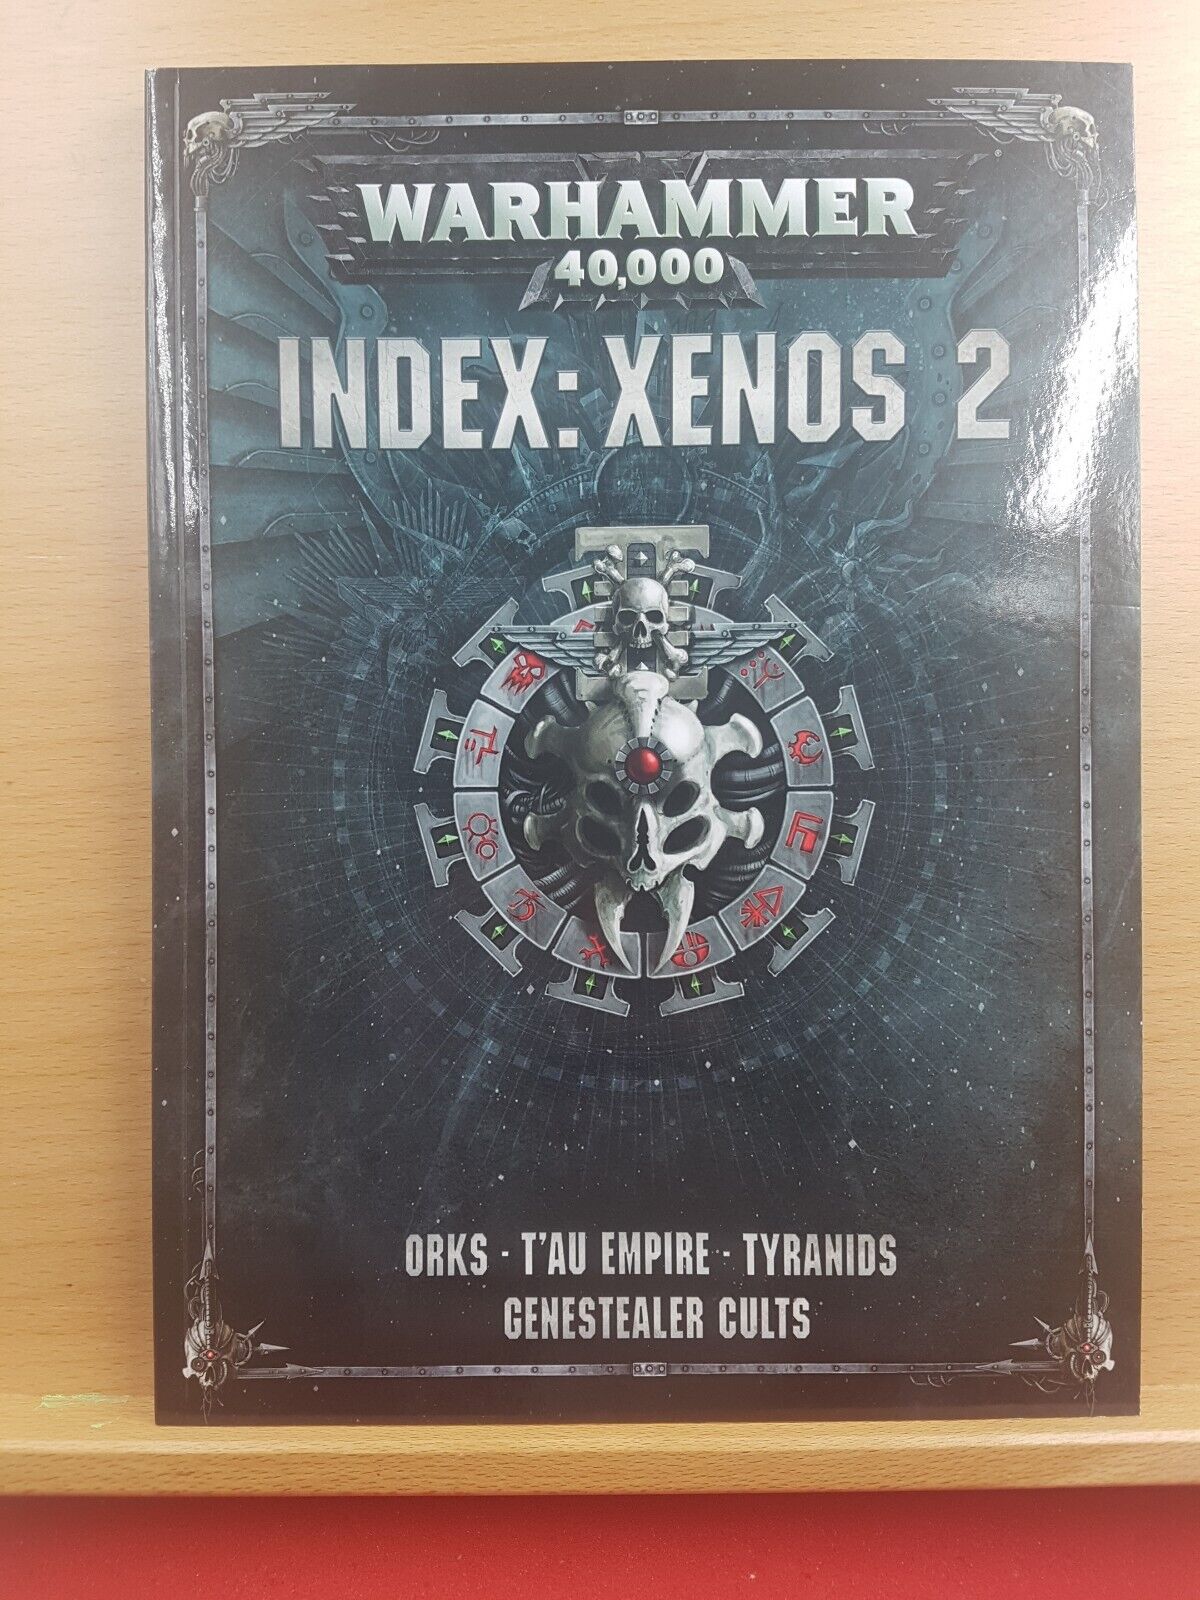 WARHAMMER
40,000
INDEX: XENOS 2
ORKS - T'AU EMPIRE - TYRANIDS
GENESTEALER CULTS